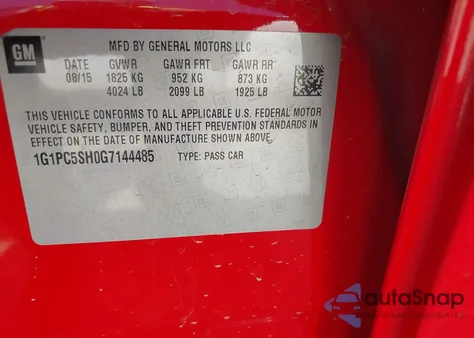 GM
MFD BY GENERAL MOTORS LLC
DATE GVWR GAWR FRT GAWR RR
08/15 1825 KG 952 KG 873 KG
4024 LB 2099 LB 1925 LB
THIS VEHICLE CONFORMS TO ALL APPLICABLE U.S. FEDERAL MOTOR
VEHICLE SAFETY, BUMPER, AND THEFT PREVENTION STANDARDS IN
EFFECT ON THE DATE OF MANUFACTURE SHOWN ABOVE.
1G1PC5SH0G7144485 TYPE: PASS CAR
autoSnap